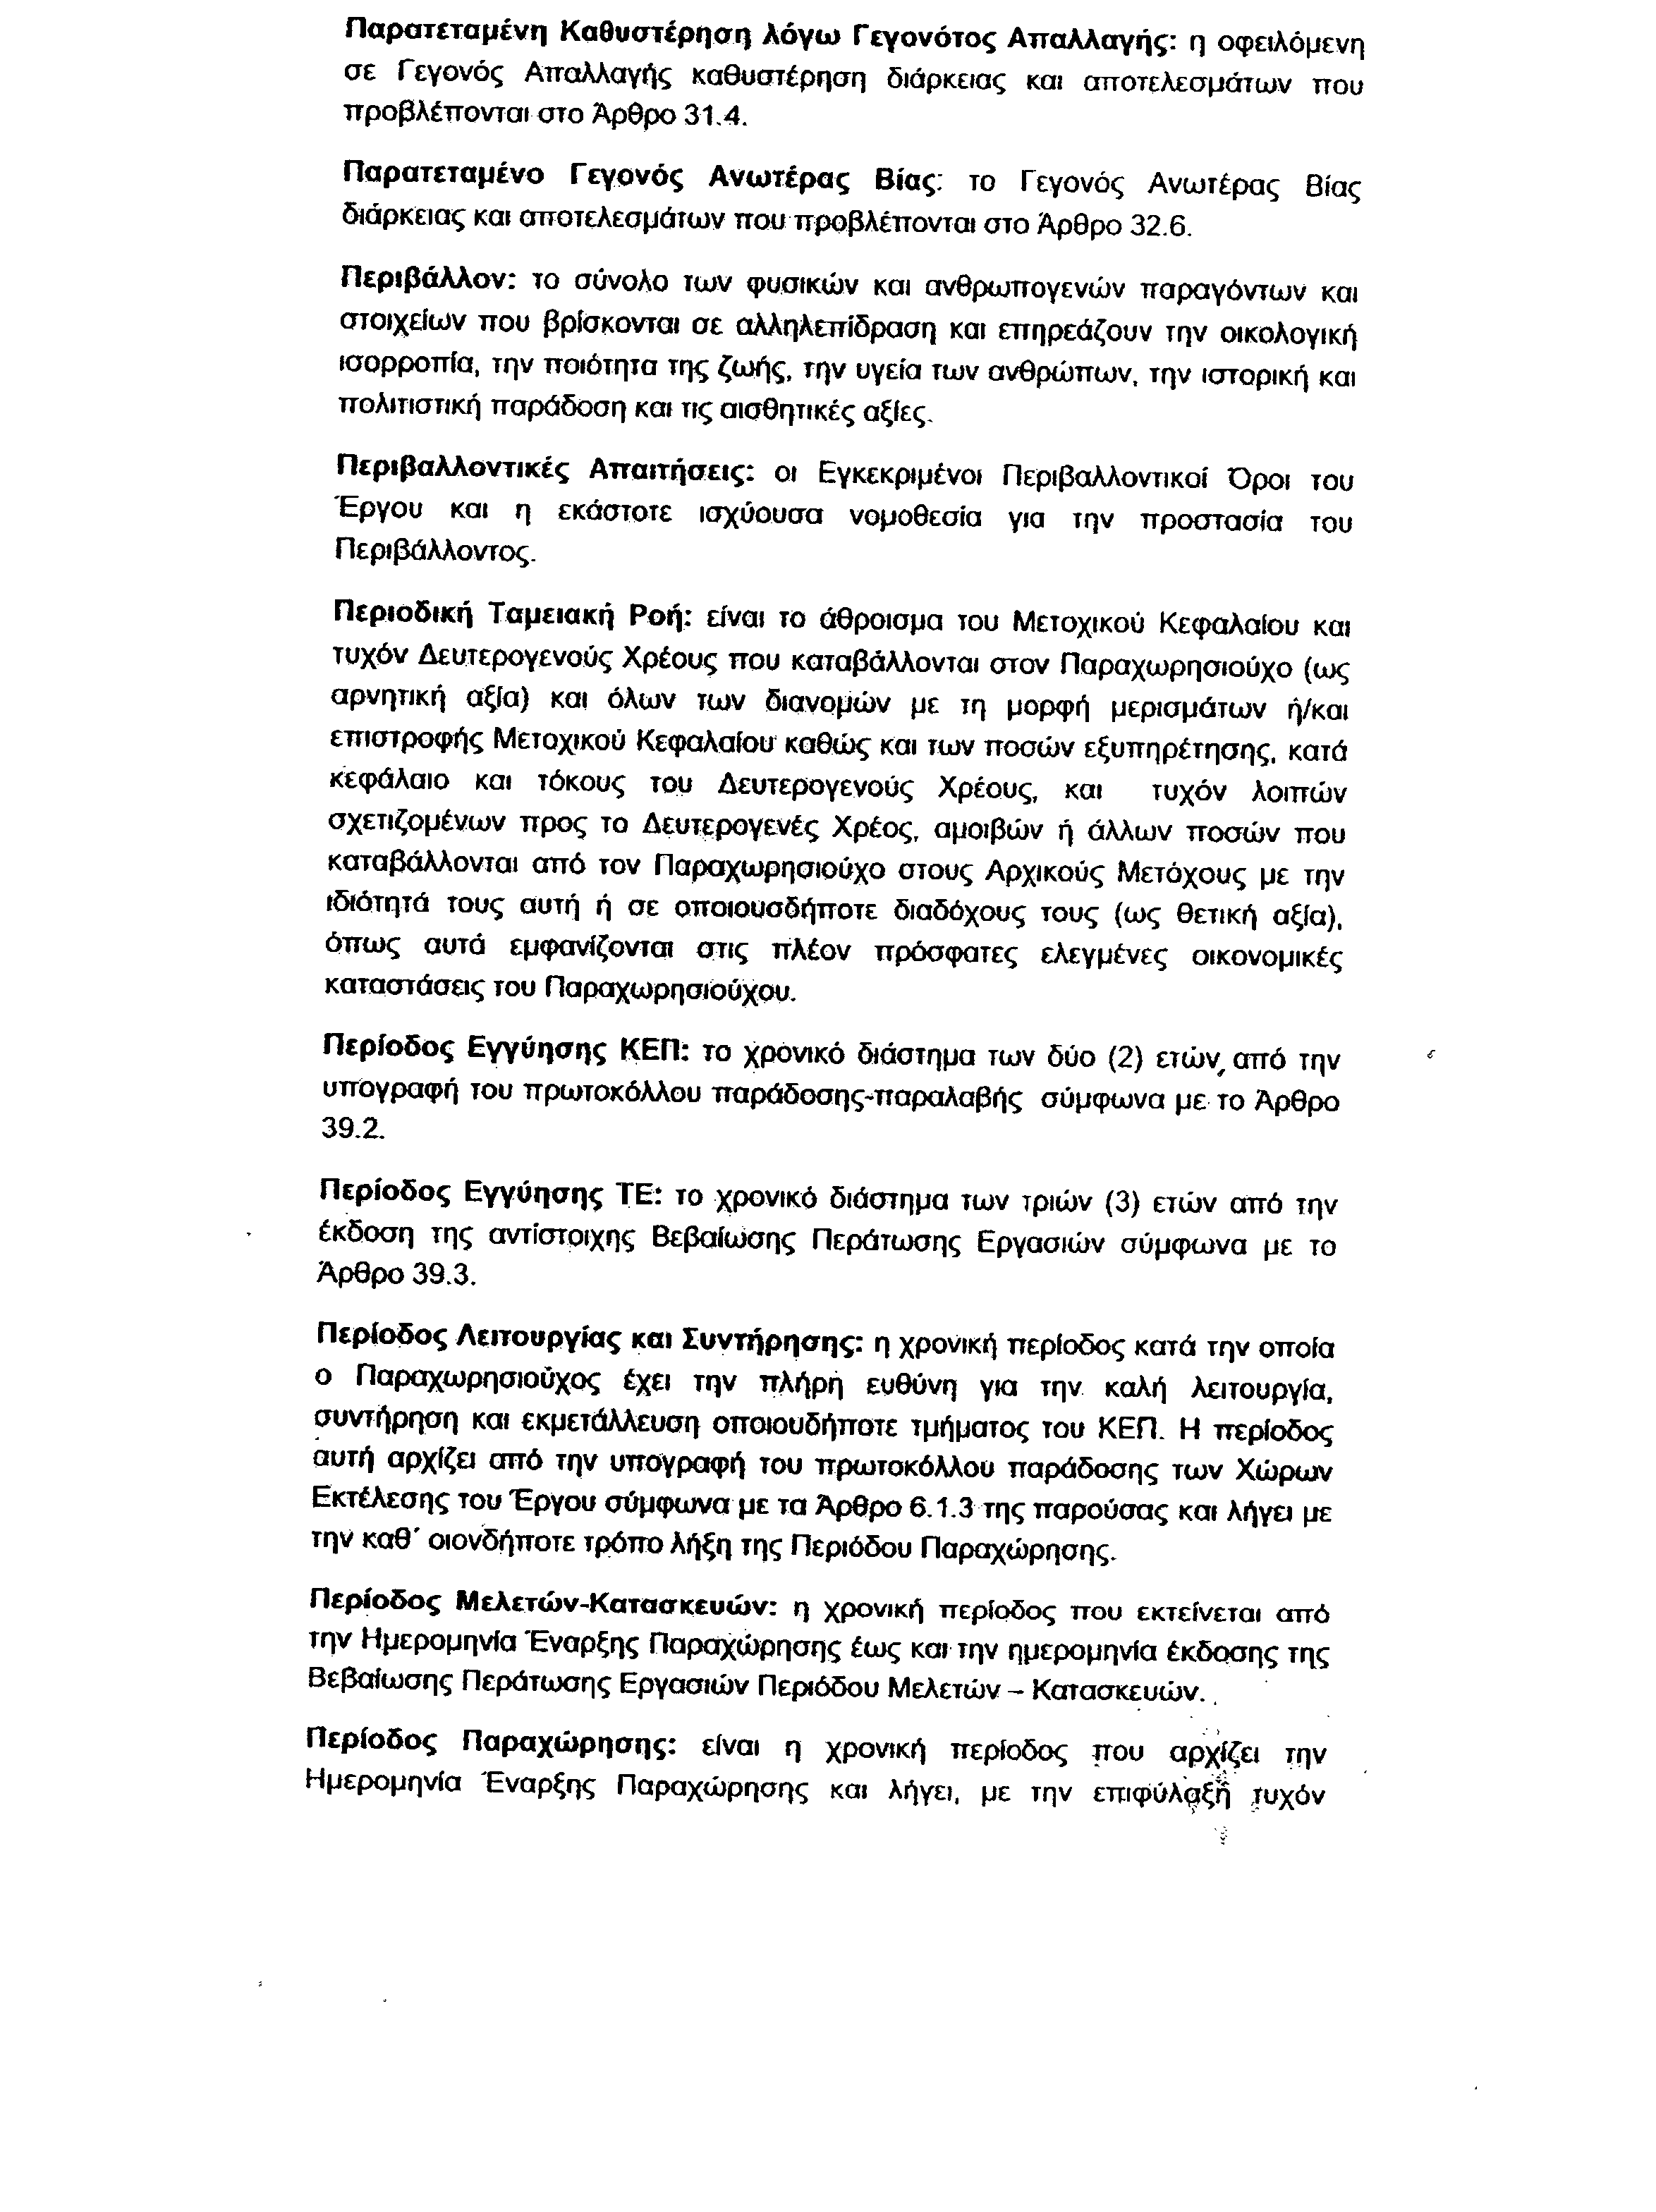 Παρατεταμένη Καθυστέρηση λόγω Γεγονότος Απαλλαγής: η οφειλόμενη
σε Γεγονός Απαλλαγής καθυστέρηση διάρκειας και αποτελεσμάτων που
προβλέπονται στο Άρθρο 31.4.
Παρατεταμένο Γεγονός Ανωτέρας Βίας: το Γεγονός Ανωτέρας Βίας
διάρκειας και αποτελεσμάτων που προβλέπονται στο Άρθρο 32.6.
Περιβάλλον: το σύνολο των φυσικών και ανθρωπογενών παραγόντων και
στοιχείων που βρίσκονται σε αλληλεπίδραση και επηρεάζουν την οικολογική
ισορροπία, την ποιότητα της ζωής, την υγεία των ανθρώπων, την ιστορική και
πολιτιστική παράδοση και τις αισθητικές αξίες.
Περιβαλλοντικές Απαιτήσεις: οι Εγκεκριμένοι Περιβαλλοντικοί Όροι του
Έργου και η εκάστοτε ισχύουσα νομοθεσία για την προστασία του
Περιβάλλοντος.
Περιοδική Ταμειακή Ροή: είναι το άθροισμα του Μετοχικού Κεφαλαίου και
τυχόν Δευτερογενούς Χρέους που καταβάλλονται στον Παραχωρησιούχο (ως
αρνητική αξία) και όλων των διανομών με τη μορφή μερισμάτων ή/και
επιστροφής Μετοχικού Κεφαλαίου καθώς και των ποσών εξυπηρέτησης, κατά
κεφάλαιο και τόκους του Δευτερογενούς Χρέους, και τυχόν λοιπών
σχετιζομένων προς το Δευτερογενές Χρέος, αμοιβών ή άλλων ποσών που
καταβάλλονται από τον Παραχωρησιούχο στους Αρχικούς Μετόχους με την
ιδιότητά τους αυτή ή σε οποιουσδήποτε διαδόχους τους (ως θετική αξία),
όπως αυτά εμφανίζονται στις πλέον πρόσφατες ελεγμένες οικονομικές
καταστάσεις του Παραχωρησιούχου.
Περίοδος Εγγύησης ΚΕΠ: το χρονικό διάστημα των δύο (2) ετών, από την
υπογραφή του πρωτοκόλλου παράδοσης-παραλαβής σύμφωνα με το Άρθρο
39.2.
Περίοδος Εγγύησης ΤΕ: το χρονικό διάστημα των τριών (3) ετών από την
έκδοση της αντίστοιχης Βεβαίωσης Περάτωσης Εργασιών σύμφωνα με το
Άρθρο 39.3.
Περίοδος Λειτουργίας και Συντήρησης: η χρονική περίοδος κατά την οποία
ο Παραχωρησιούχος έχει την πλήρη ευθύνη για την καλή λειτουργία,
συντήρηση και εκμετάλλευση οποιουδήποτε τμήματος του ΚΕΠ. Η περίοδος
αυτή αρχίζει από την υπογραφή του πρωτοκόλλου παράδοσης των Χώρων
Εκτέλεσης του Έργου σύμφωνα με τα Άρθρο 6.1.3 της παρούσας και λήγει με
την καθ' οιονδήποτε τρόπο λήξη της Περιόδου Παραχώρησης.
Περίοδος Μελετών-Κατασκευών: η χρονική περίοδος που εκτείνεται από
την Ημερομηνία Έναρξης Παραχώρησης έως και την ημερομηνία έκδοσης της
Βεβαίωσης Περάτωσης Εργασιών Περιόδου Μελετών – Κατασκευών.
Περίοδος Παραχώρησης: είναι η χρονική περίοδος που αρχίζει την
Ημερομηνία Έναρξης Παραχώρησης και λήγει, με την επιφύλαξη τυχόν